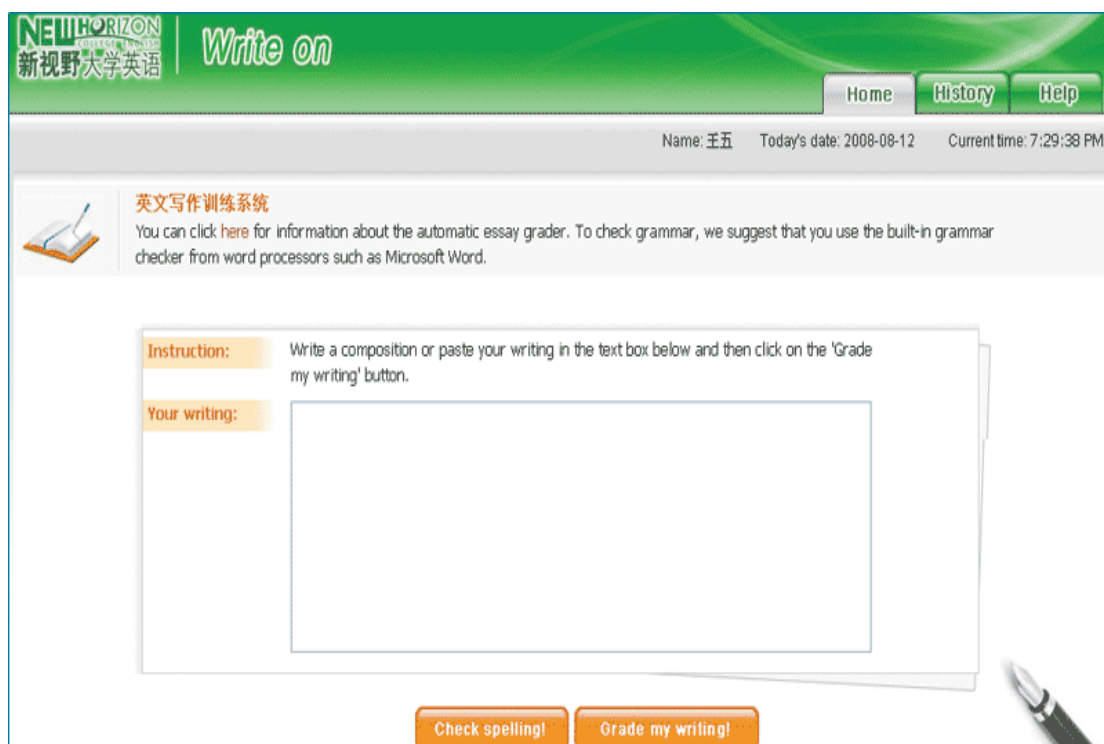 NEW HORIZON
COLLEGE ENGLISH
新视野大学英语
Write on
Home
History
Help
Name: 王五
Today's date: 2008-08-12
Current time: 7:29:38 PM
英文写作训练系统
You can click here for information about the automatic essay grader. To check grammar, we suggest that you use the built-in grammar
checker from word processors such as Microsoft Word.
Instruction:
Write a composition or paste your writing in the text box below and then click on the 'Grade
my writing' button.
Your writing:
Check spelling!
Grade my writing!